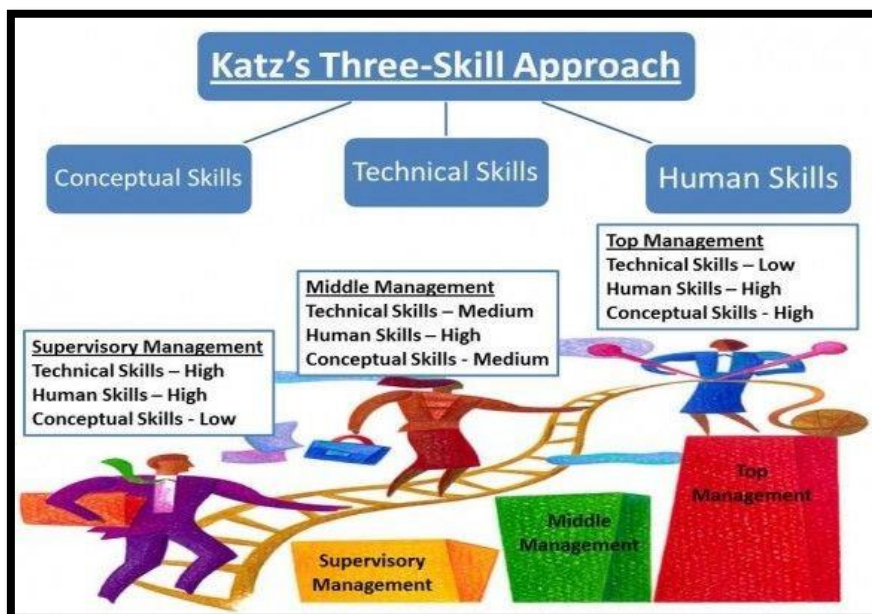 Katz's Three-Skill Approach
Conceptual Skills
Technical Skills
Human Skills
Top Management
Technical Skills – Low
Human Skills – High
Conceptual Skills - High
Middle Management
Technical Skills – Medium
Human Skills – High
Conceptual Skills - Medium
Supervisory Management
Technical Skills – High
Human Skills – High
Conceptual Skills - Low
Supervisory
Management
Middle
Management
Top
Management